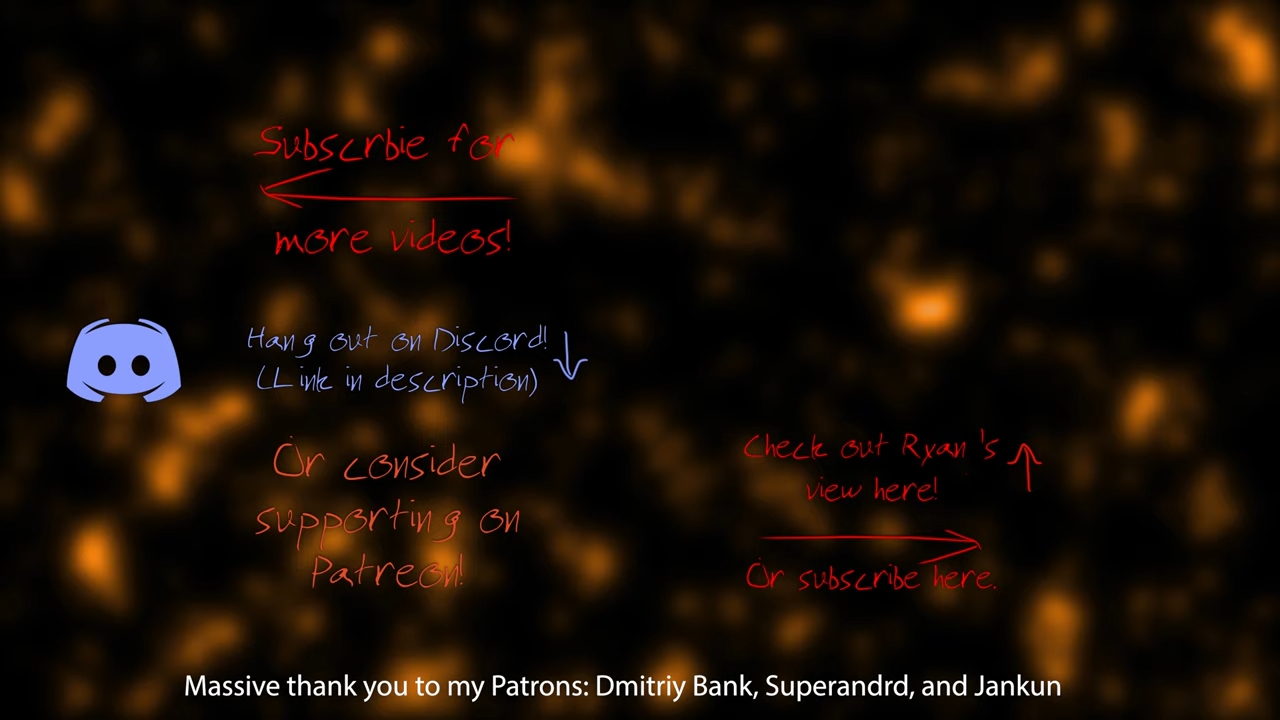 Subscrbie for
more videos!
Hang out on Discord!
(Link in description)
Or consider
supporting on
Patreon!
Check out Ryan's
view here!
Or subscribe here.
Massive thank you to my Patrons: Dmitriy Bank, Superandrd, and Jankun